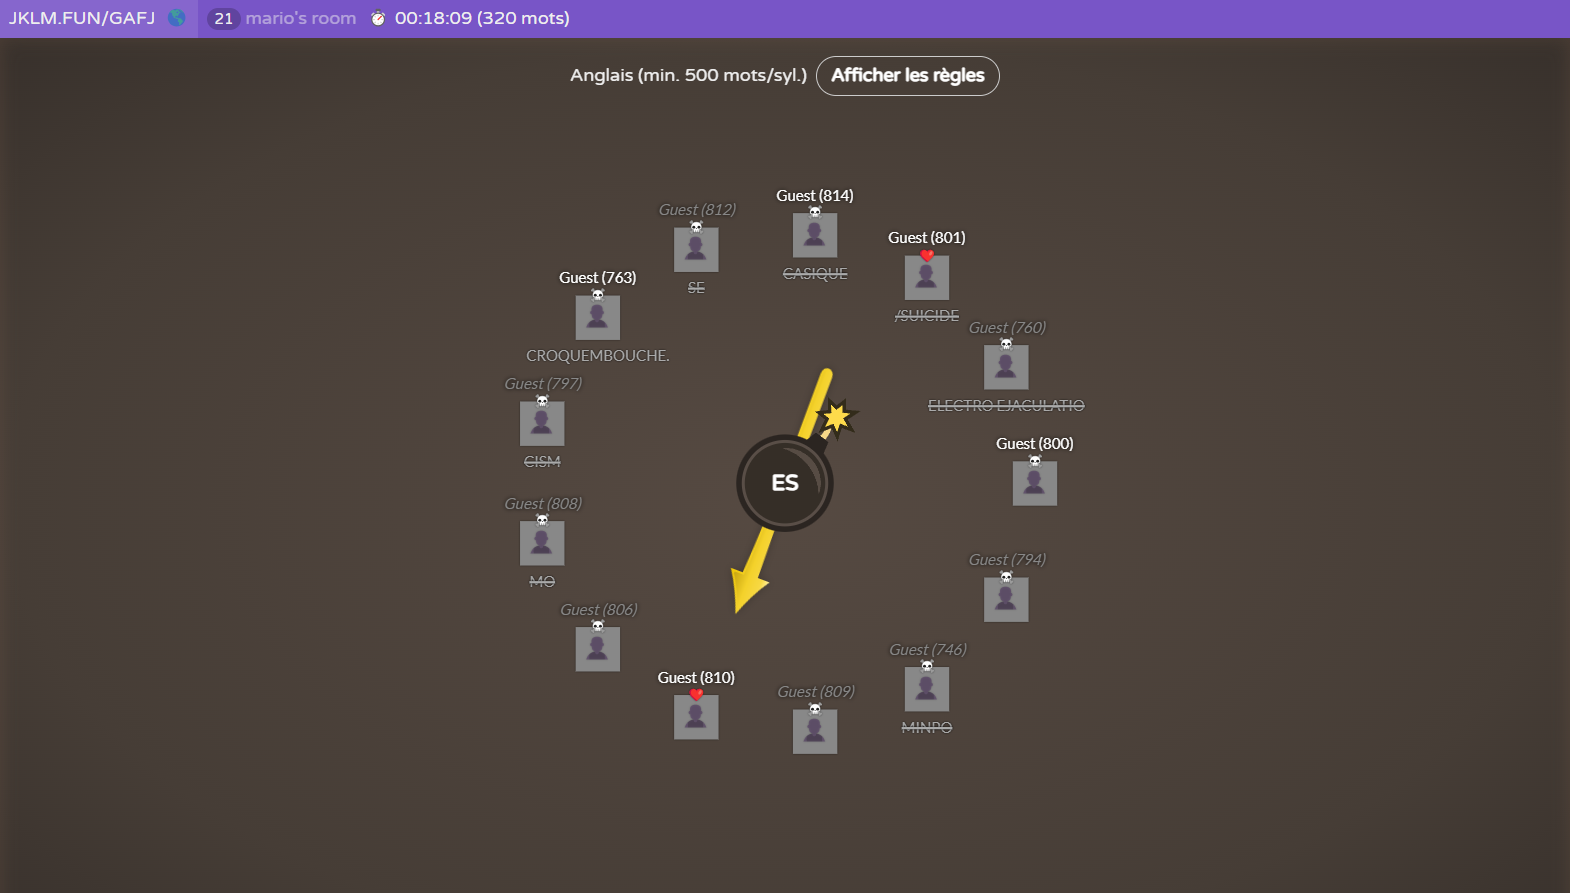 JKLM.FUN/GAFJ 21 mario's room 00:18:09 (320 mots)
Anglais (min. 500 mots/syl.) Afficher les règles
Guest (814)
CASIQUE
Guest (812)
SE
Guest (801)
/SUICIDE
Guest (763)
CROQUEMBOUCHE.
Guest (760)
ELECTRO EJACULATIO
Guest (797)
CISM
Guest (800)
ES
Guest (808)
MO
Guest (794)
Guest (806)
Guest (746)
MINPO
Guest (810)
Guest (809)